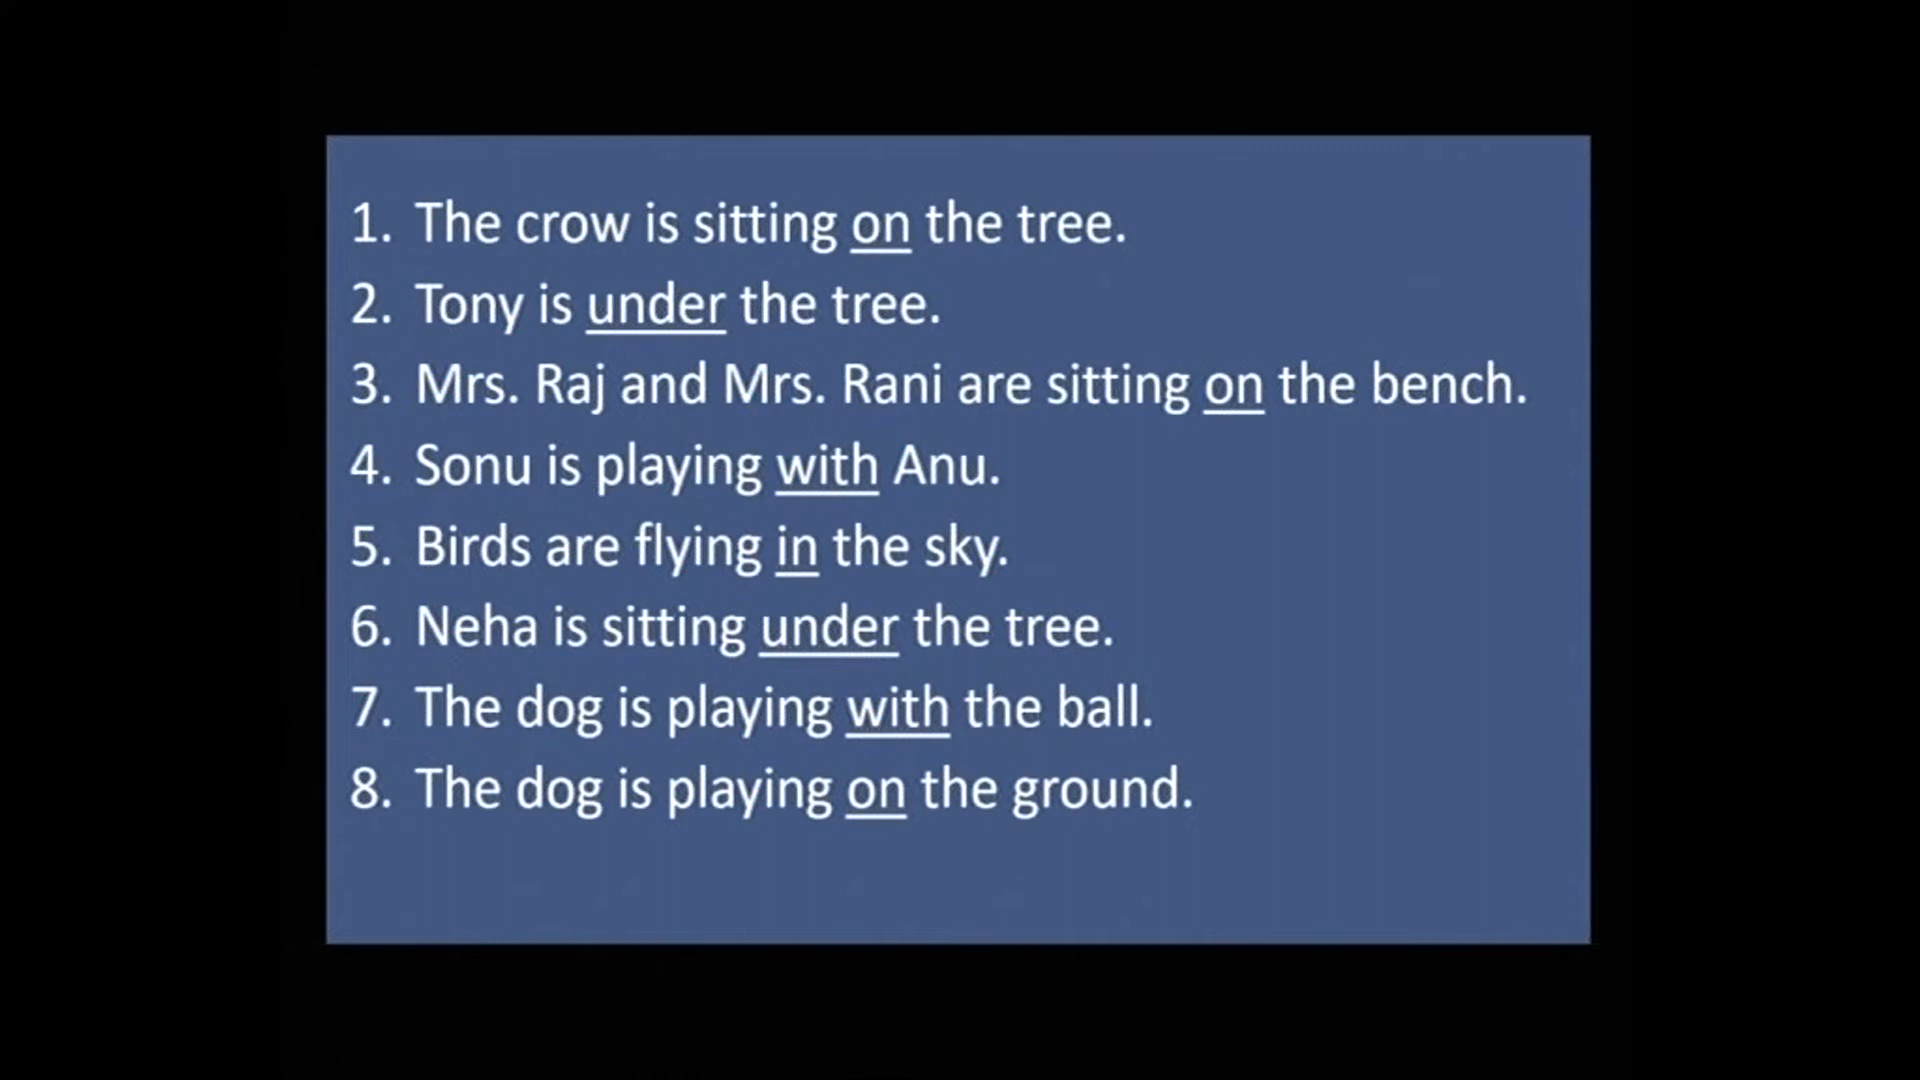 1. The crow is sitting on the tree.
2. Tony is under the tree.
3. Mrs. Raj and Mrs. Rani are sitting on the bench.
4. Sonu is playing with Anu.
5. Birds are flying in the sky.
6. Neha is sitting under the tree.
7. The dog is playing with the ball.
8. The dog is playing on the ground.